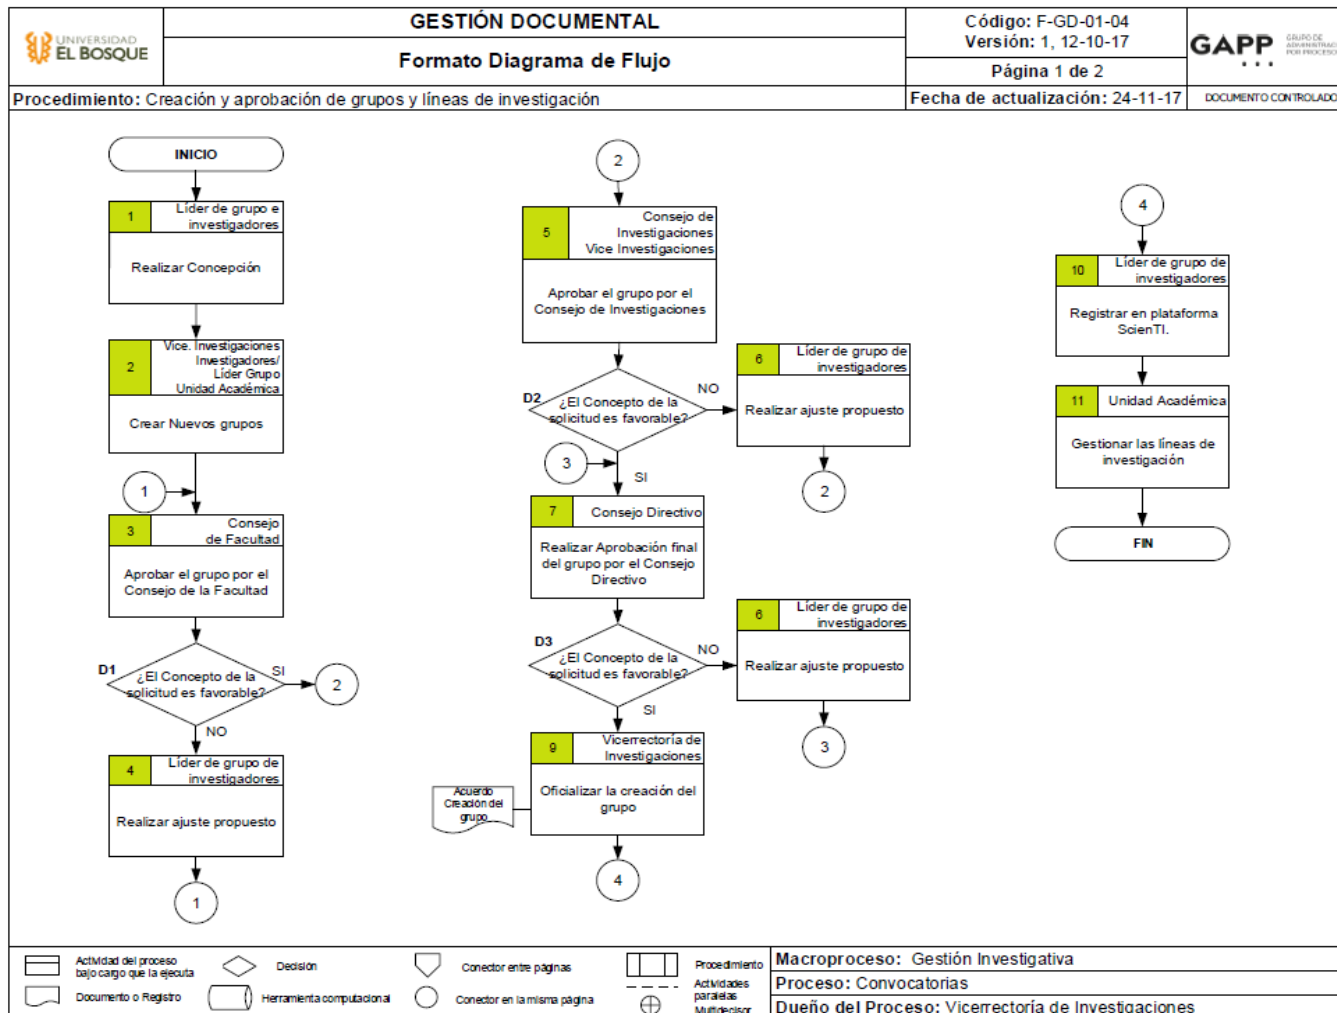 UNIVERSIDAD
EL BOSQUE
GESTIÓN DOCUMENTAL
Formato Diagrama de Flujo
Código: F-GD-01-04
Versión: 1, 12-10-17
Página 1 de 2
GAPP
GRUPO DE
POR PROCESO
Procedimiento: Creación y aprobación de grupos y líneas de investigación
Fecha de actualización: 24-11-17
DOCUMENTO CONTROLADO
INICIO
1
Líder de grupo e
investigadores
Realizar Concepción
2
Vice. Investigaciones
Investigadores/
Líder Grupo
Unidad Académica
Crear Nuevos grupos
1
3
Consejo
de Facultad
Aprobar el grupo por el
Consejo de la Facultad
D1
¿El Concepto de la
solicitud es favorable?
SI
2
NO
4
Líder de grupo de
investigadores
Realizar ajuste propuesto
1
2
5
Consejo de
Investigaciones
Vice Investigaciones
Aprobar el grupo por el
Consejo de Investigaciones
D2
¿El Concepto de la
solicitud es favorable?
NO
6
Líder de grupo de
investigadores
Realizar ajuste propuesto
2
3
SI
7
Consejo Directivo
Realizar Aprobación final
del grupo por el Consejo
Directivo
D3
¿El Concepto de la
solicitud es favorable?
NO
6
Líder de grupo de
investigadores
Realizar ajuste propuesto
3
SI
9
Vicerrectoría de
Investigaciones
Oficializar la creación del
grupo
Acuerdo
Creación del
grupo
4
4
10
Líder de grupo de
investigadores
Registrar en plataforma
ScienTI.
11
Unidad Académica
Gestionar las líneas de
investigación
FIN
Actividad del proceso
bajo cargo que la ejecuta
Documento o Registro
Decisión
Herramienta computacional
Conector entre páginas
Conector en la misma página
Procedimiento
Actividades
paralelas
Multidecisor
Macroproceso: Gestión Investigativa
Proceso: Convocatorias
Dueño del Proceso: Vicerrectoría de Investigaciones